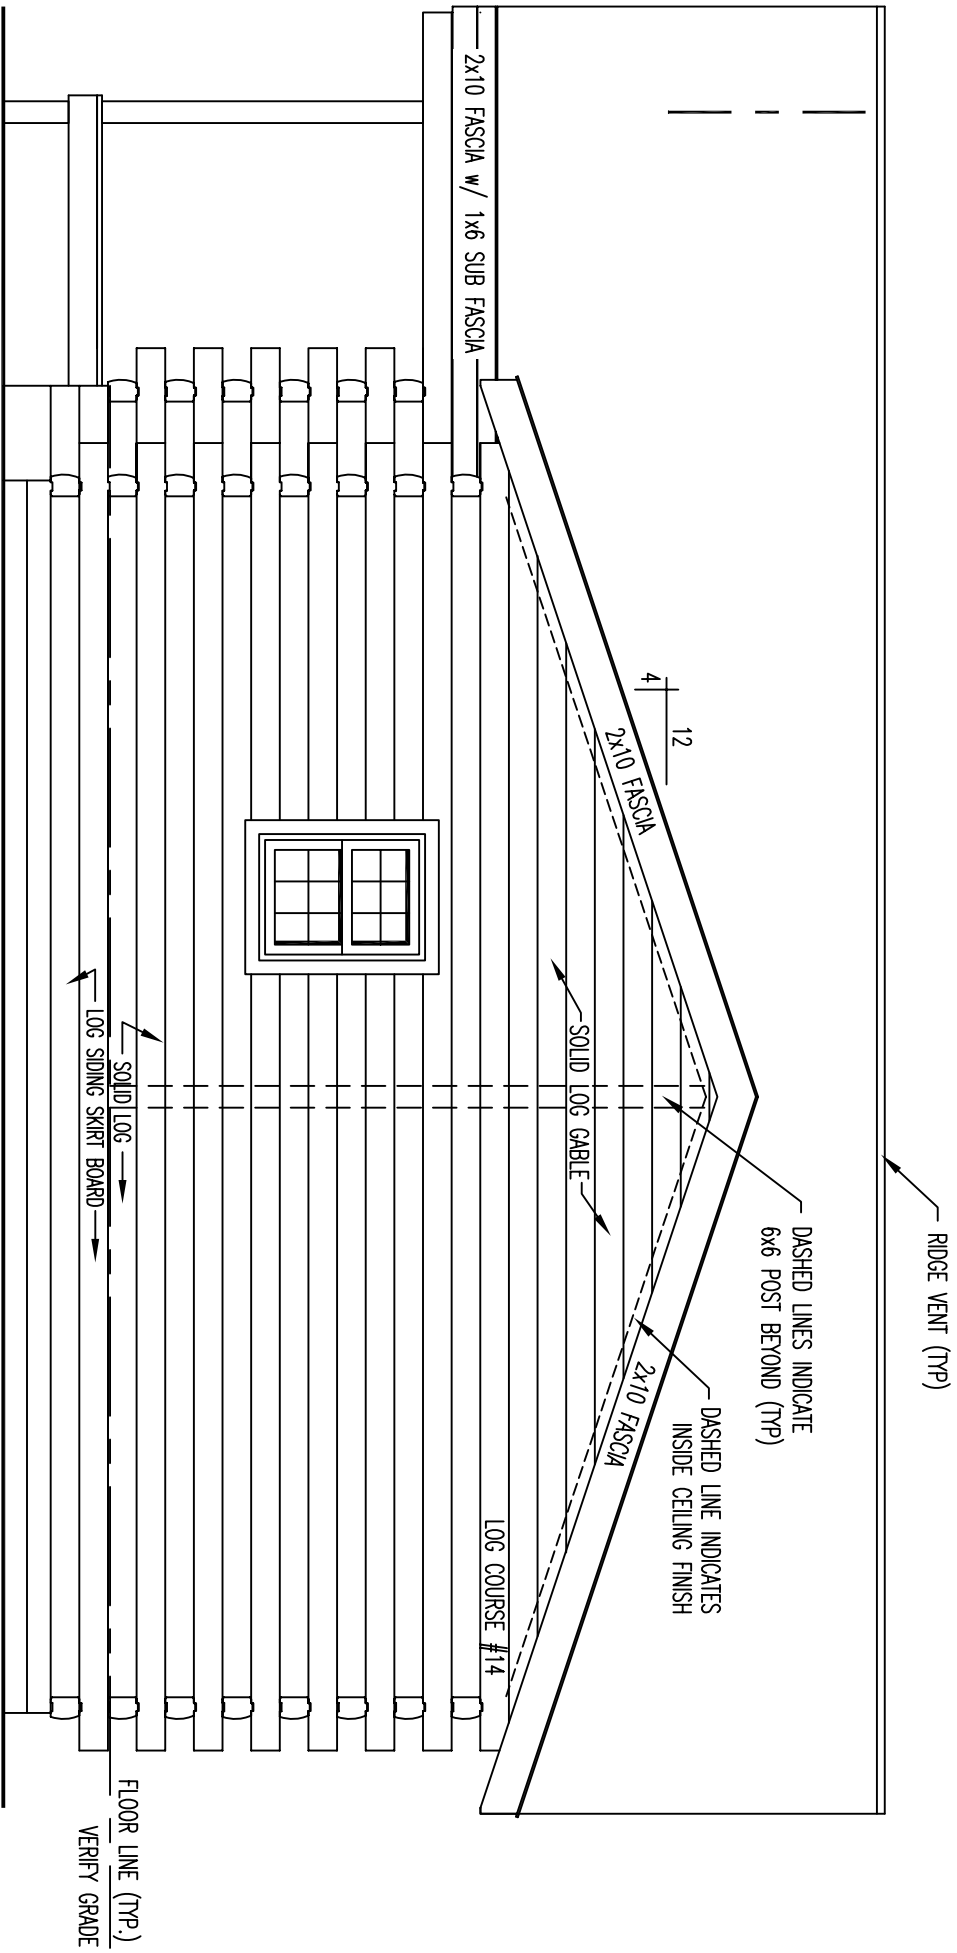 RIDGE VENT (TYP)
DASHED LINES INDICATE
6x6 POST BEYOND (TYP)
DASHED LINE INDICATES
INSIDE CEILING FINISH
12
4
2x10 FASCIA
2x10 FASCIA
SOLID LOG GABLE
LOG COURSE #14
2x10 FASCIA w/ 1x6 SUB FASCIA
SOLID LOG
LOG SIDING SKIRT BOARD
FLOOR LINE (TYP.)
VERIFY GRADE